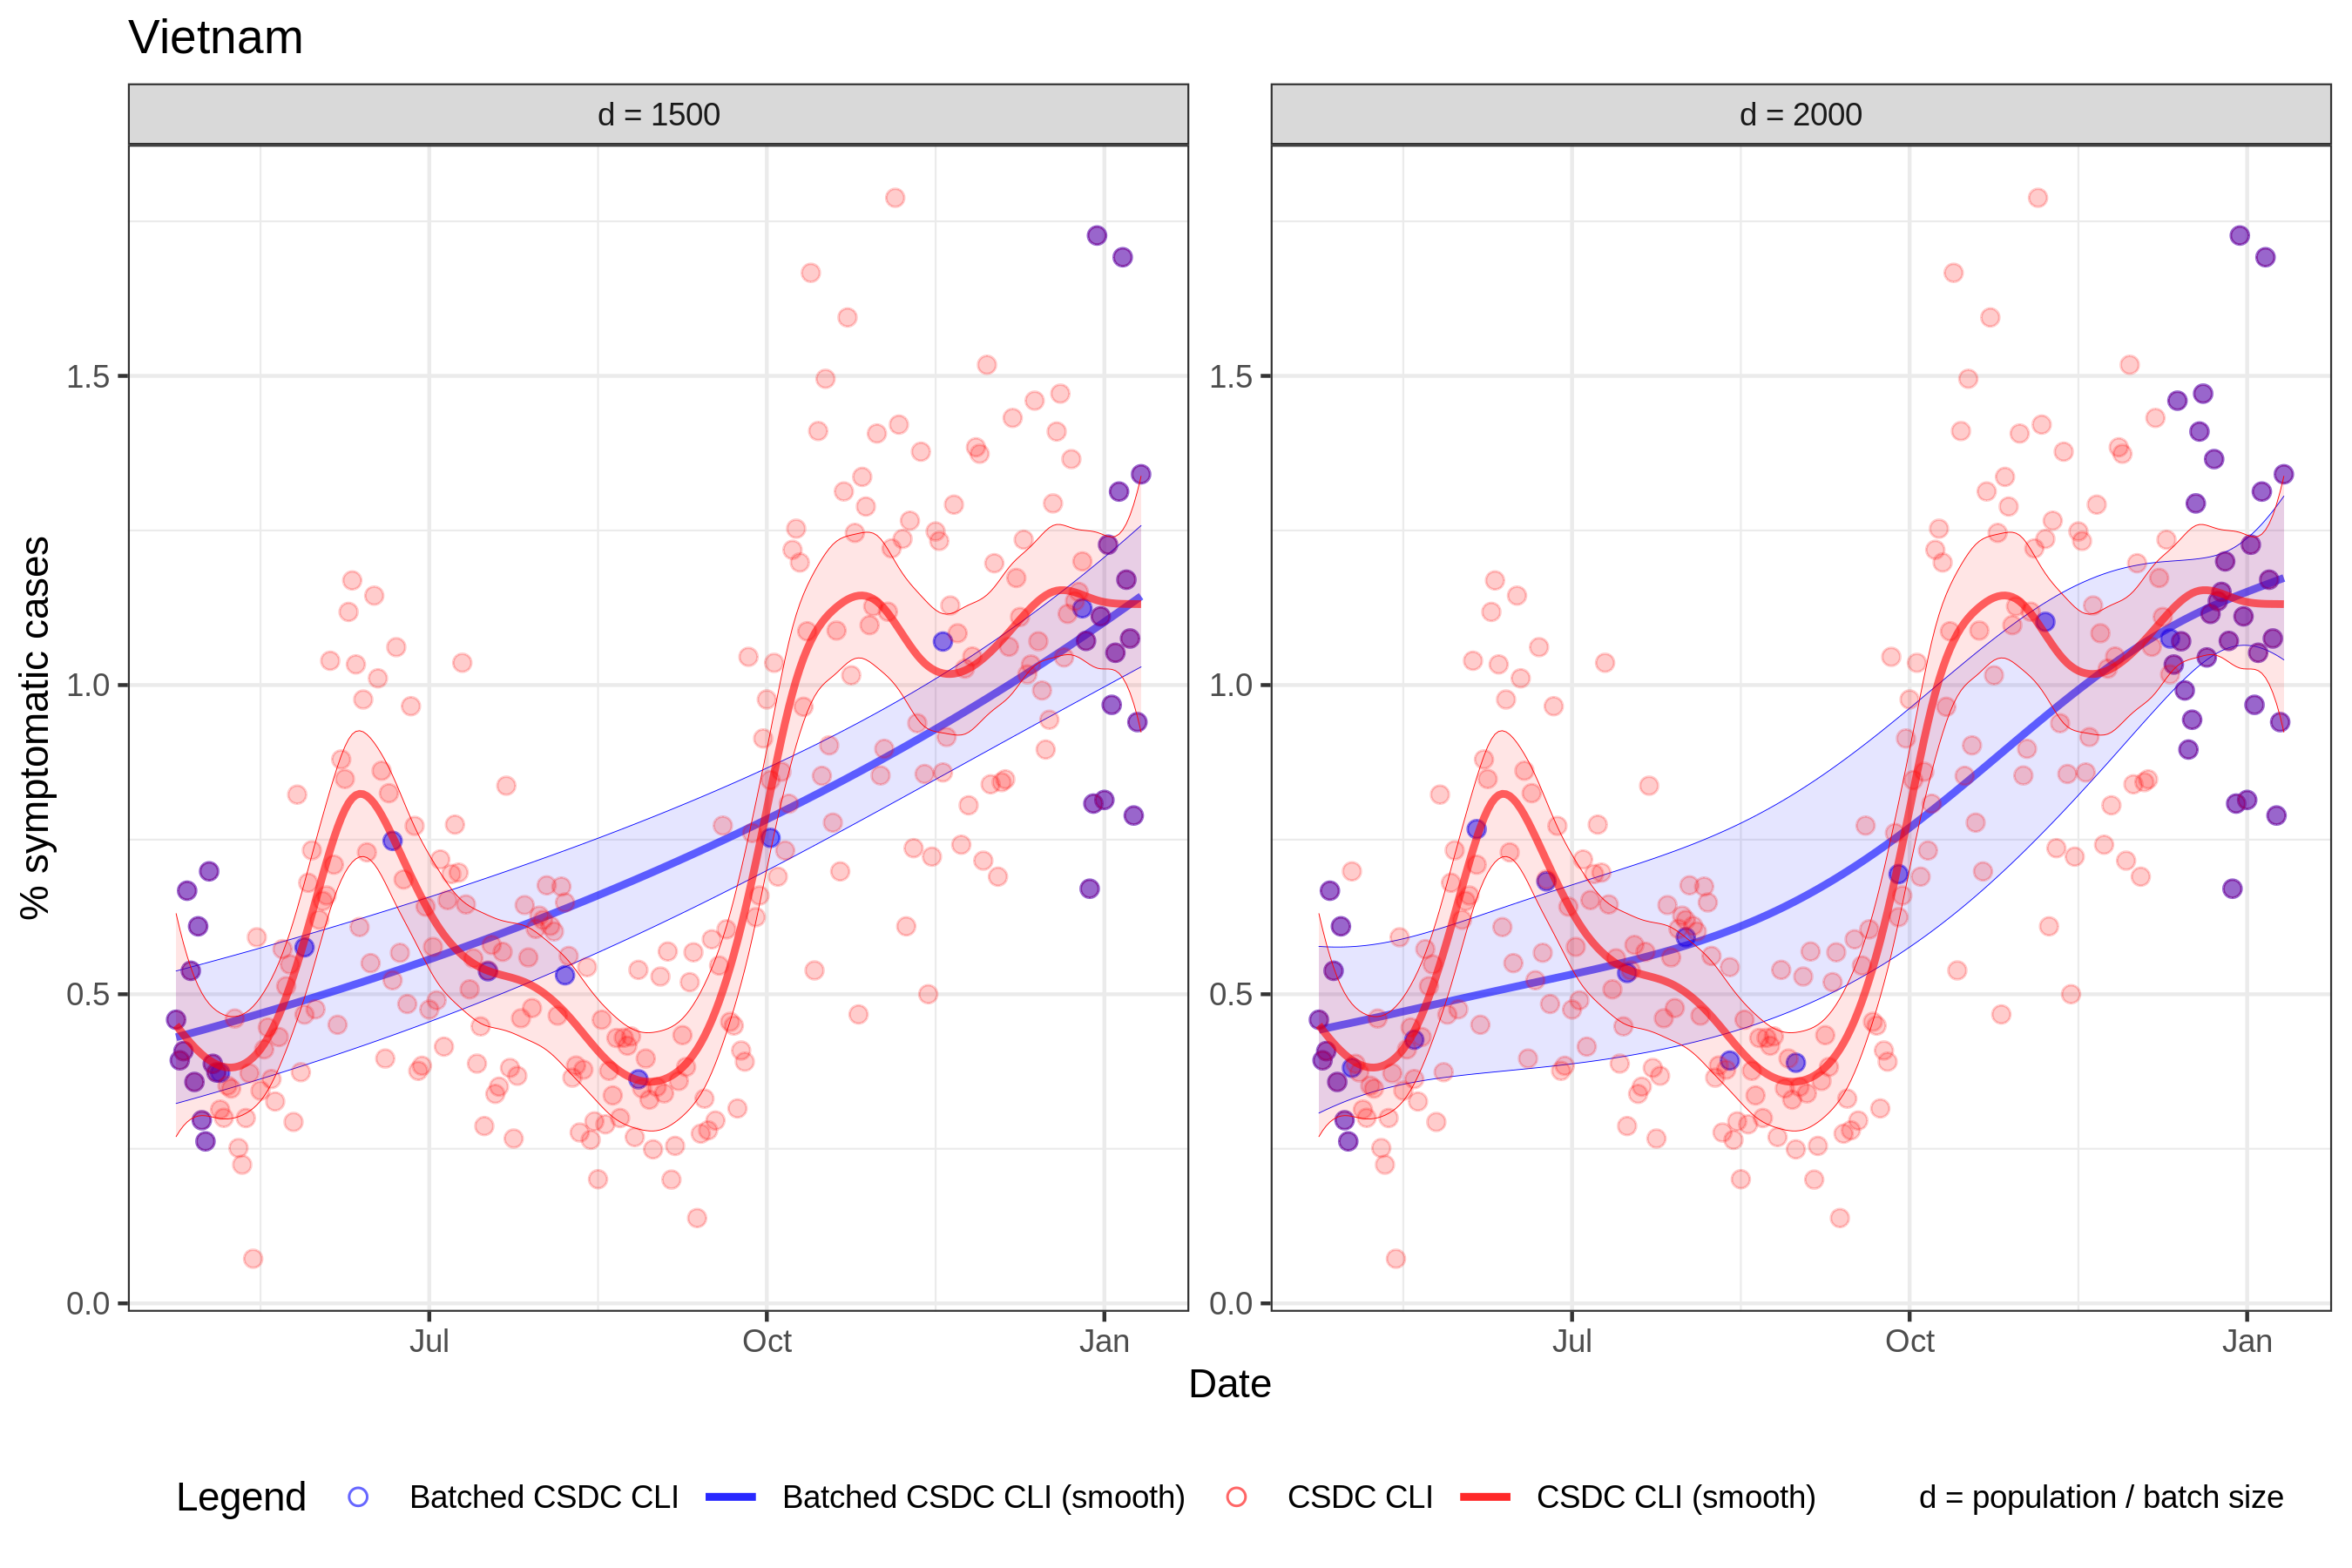 Vietnam
d = 1500
d = 2000
% symptomatic cases
1.5
1.0
0.5
0.0
1.5
1.0
0.5
0.0
Jul
Oct
Jan
Jul
Oct
Jan
Date
Legend
Batched CSDC CLI
Batched CSDC CLI (smooth)
CSDC CLI
CSDC CLI (smooth)
d = population / batch size